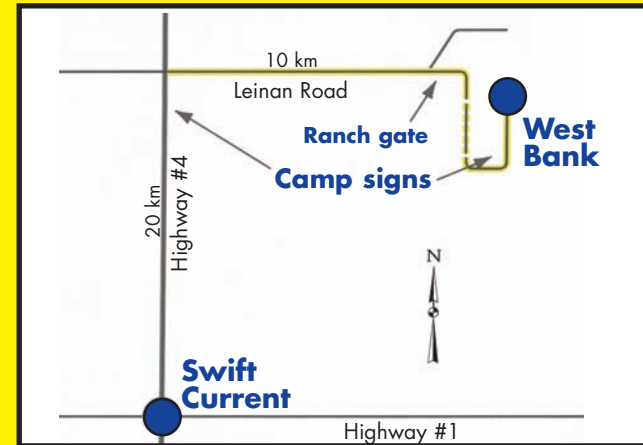 10 km
Leinan Road
Ranch gate
West
Bank
Camp signs
20 km
Highway #4
N
Swift
Current
Highway #1